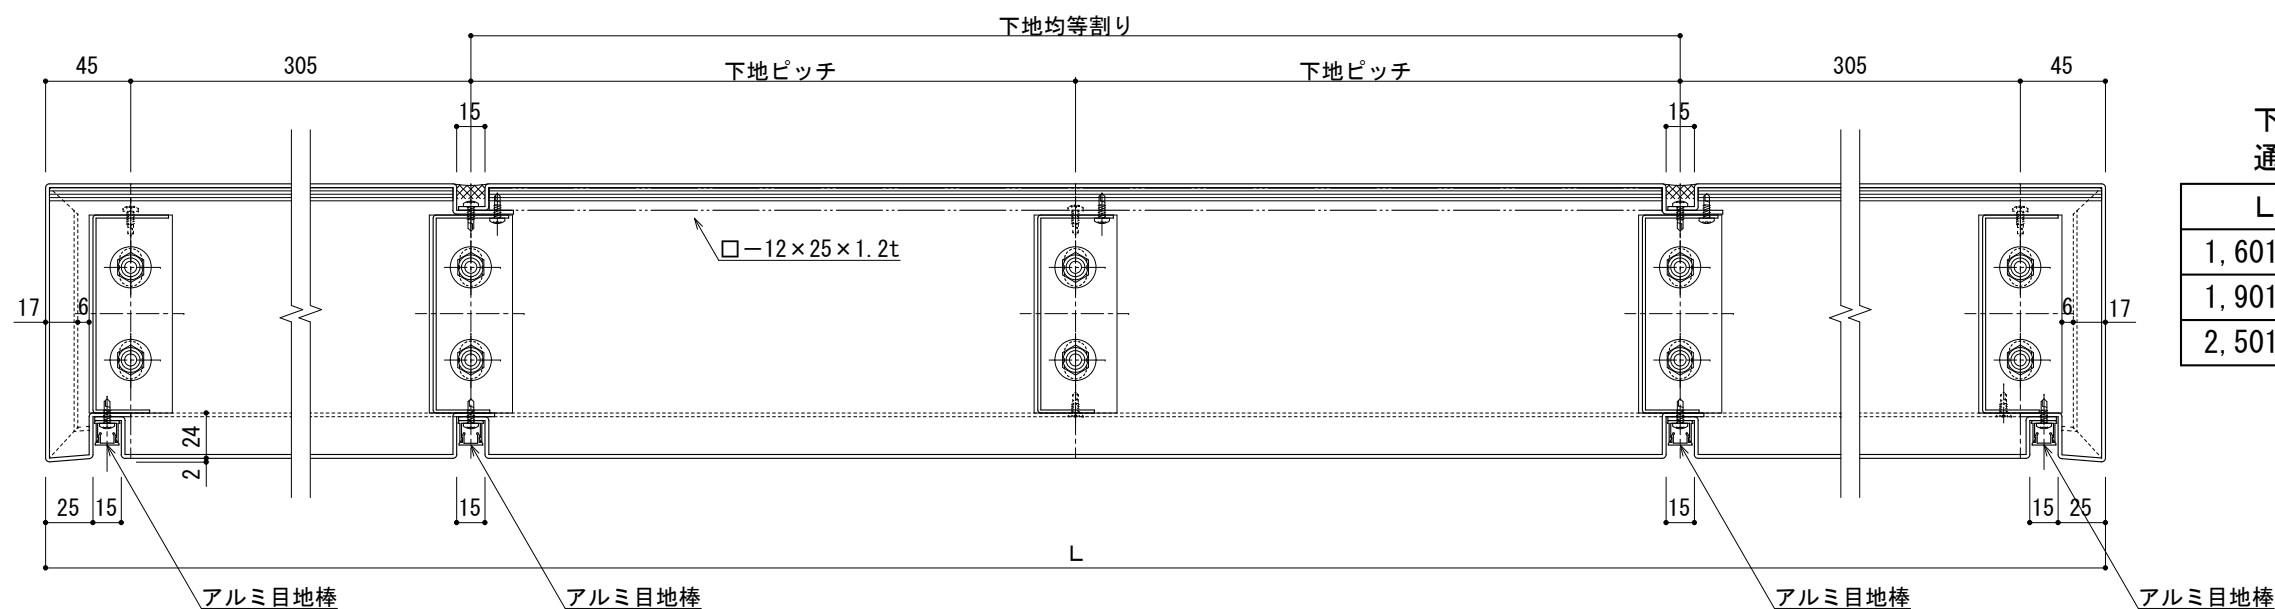 下地均等割り
45
305
下地ピッチ
下地ピッチ
305
45
15
15
下
通
L
1,601
1,901
2,501
□－12×25×1.2t
17
6
6
17
24
2
25
15
15
15
15
25
L
アルミ目地棒
アルミ目地棒
アルミ目地棒
アルミ目地棒